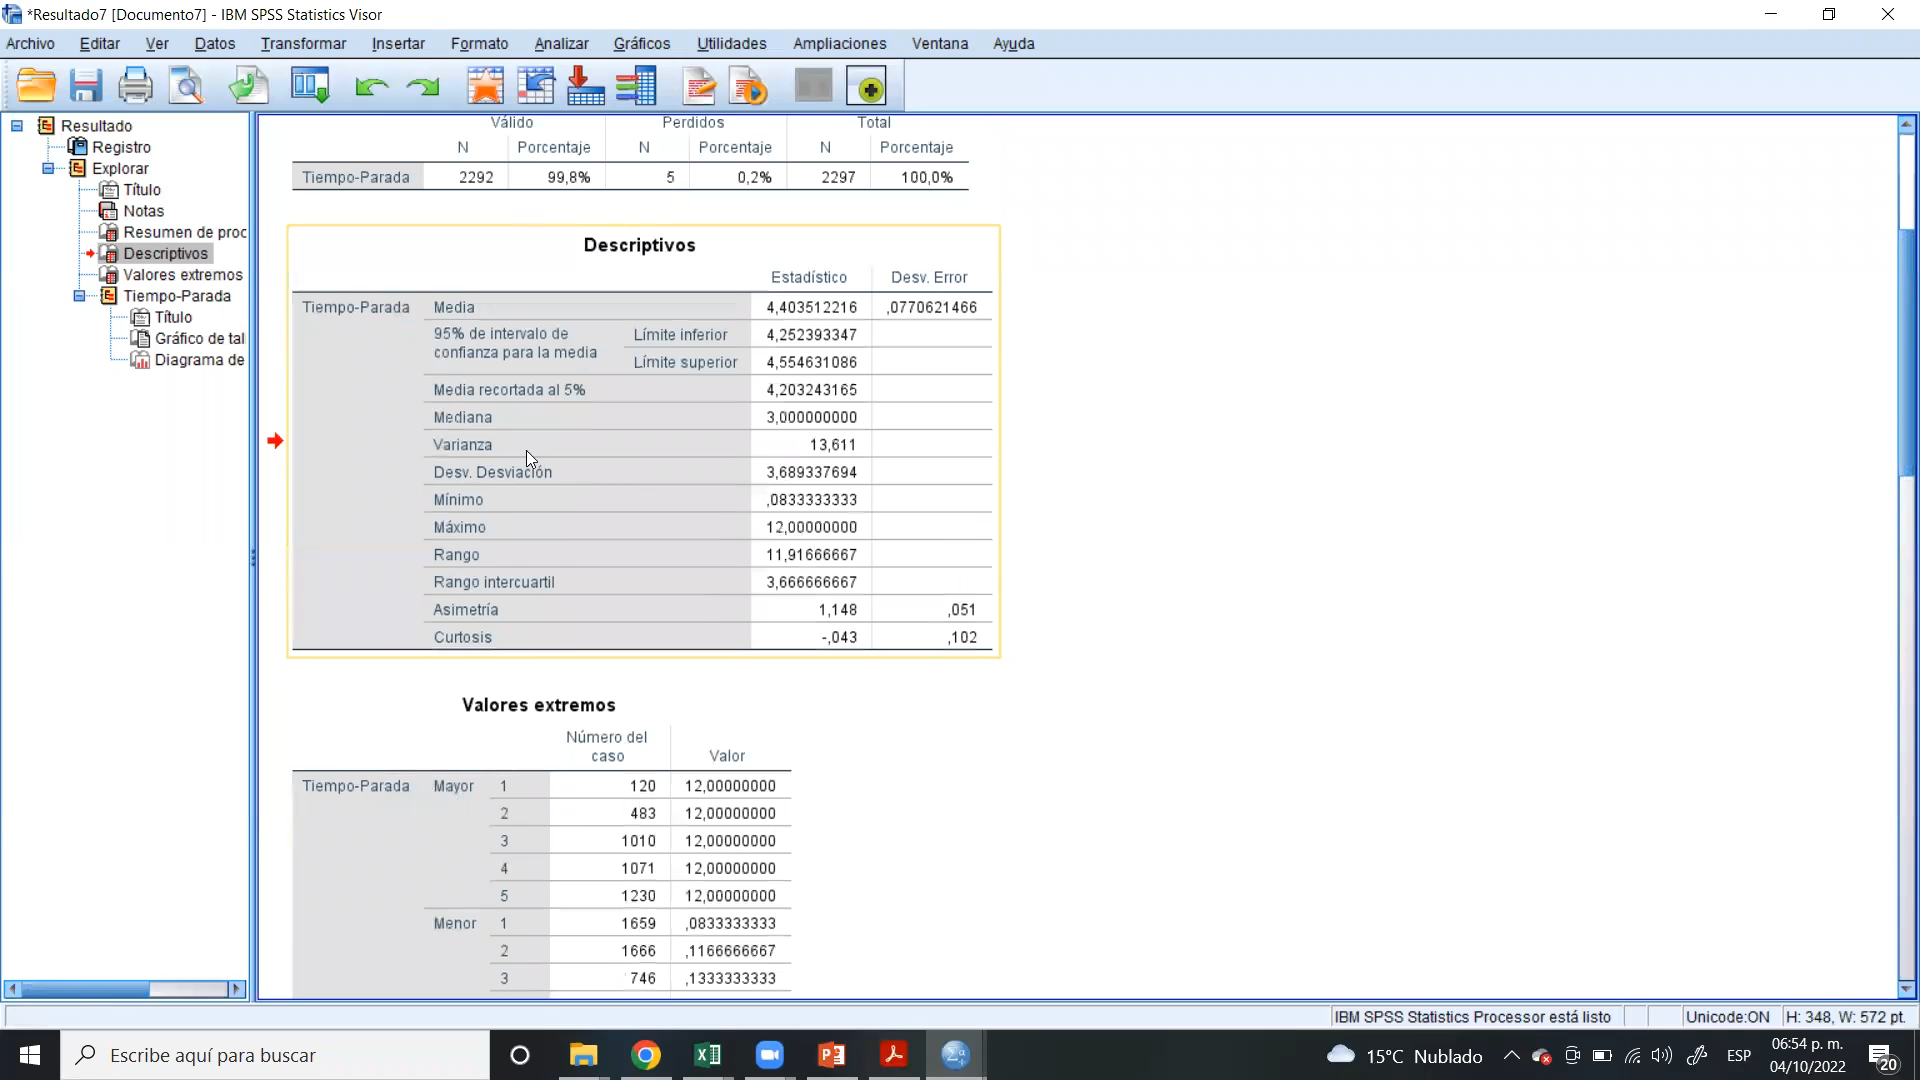 *Resultado7 [Documento7] - IBM SPSS Statistics Visor
Archivo Editar Ver Datos Transformar Insertar Formato Analizar Gráficos Utilidades Ampliaciones Ventana Ayuda
Resultado
Registro
Explorar
Título
Notas
Resumen de proc
Descriptivos
Valores extremos
Tiempo-Parada
Título
Gráfico de tal
Diagrama de
Válido Perdidos Total
N Porcentaje N Porcentaje N Porcentaje
Tiempo-Parada 2292 99,8% 5 0,2% 2297 100,0%
Descriptivos
Estadístico Desv. Error
Tiempo-Parada Media 4,403512216 ,0770621466
95% de intervalo de confianza para la media Límite inferior 4,252393347
Límite superior 4,554631086
Media recortada al 5% 4,203243165
Mediana 3,000000000
Varianza 13,611
Desv. Desviación 3,689337694
Mínimo ,0833333333
Máximo 12,00000000
Rango 11,91666667
Rango intercuartil 3,666666667
Asimetría 1,148 ,051
Curtosis -,043 ,102
Valores extremos
Número del caso Valor
Tiempo-Parada Mayor 1 120 12,00000000
2 483 12,00000000
3 1010 12,00000000
4 1071 12,00000000
5 1230 12,00000000
Menor 1 1659 ,0833333333
2 1666 ,1166666667
3 746 ,1333333333
IBM SPSS Statistics Processor está listo Unicode:ON H: 348, W: 572 pt.
Escribe aquí para buscar
15°C Nublado ESP 06:54 p. m.
04/10/2022 20